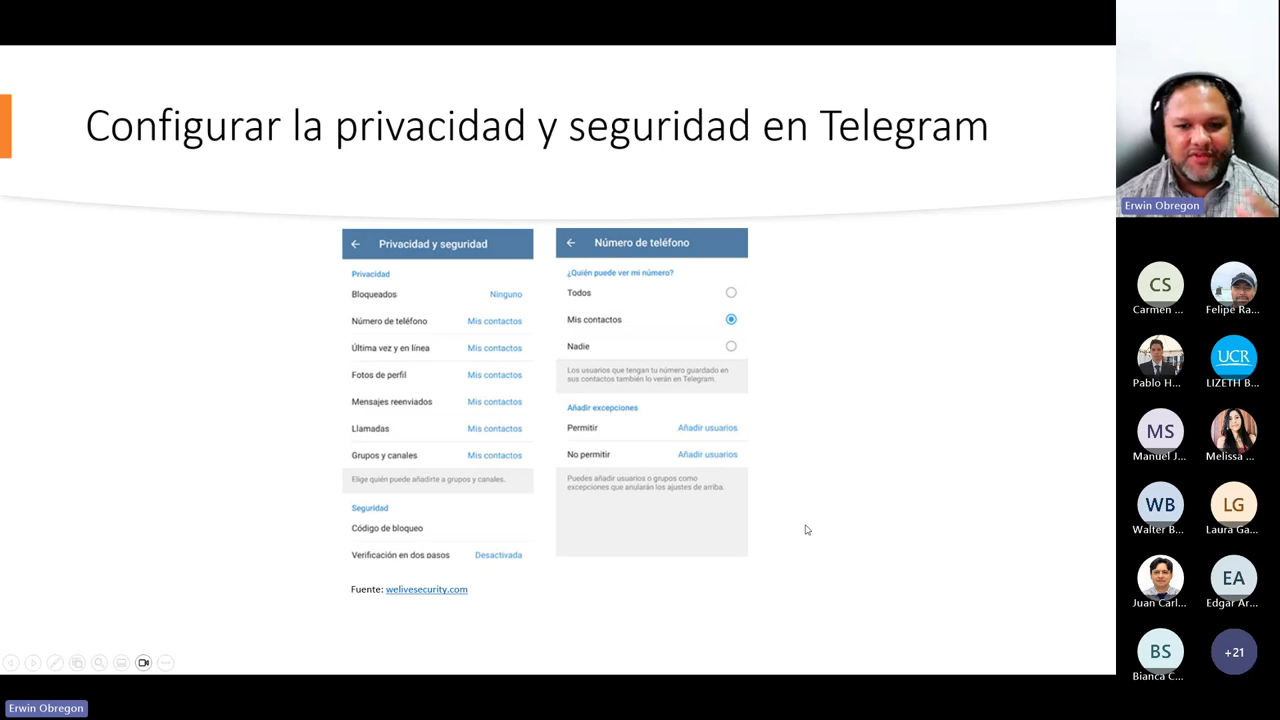 Configurar la privacidad y seguridad en Telegram
Privacidad y seguridad
Privacidad
Bloqueados Ninguno
Número de teléfono Mis contactos
Última vez y en línea Mis contactos
Fotos de perfil Mis contactos
Mensajes reenviados Mis contactos
Llamadas Mis contactos
Grupos y canales Mis contactos
Elige quién puede añadirte a grupos y canales.
Seguridad
Código de bloqueo
Verificación en dos pasos Desactivada
Número de teléfono
¿Quién puede ver mi número?
Todos
Mis contactos
Nadie
Los usuarios que tengan tu número guardado en
sus contactos también lo verán en Telegram.
Añadir excepciones
Permitir Añadir usuarios
No permitir Añadir usuarios
Puedes añadir usuarios o grupos como
excepciones que anularán los ajustes de arriba.
Fuente: welivesecurity.com
Erwin Obregon
CS
Carmen ...
Felipe Ra...
Pablo H...
UCR
LIZETH B...
MS
Manuel J...
Melissa ...
WB
Walter B...
LG
Laura Ga...
Juan Carl...
EA
Edgar Ar...
BS
Bianca C...
+21
Erwin Obregon